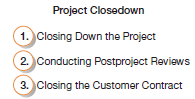 Project Closedown
1. Closing Down the Project
2. Conducting Postproject Reviews
3. Closing the Customer Contract